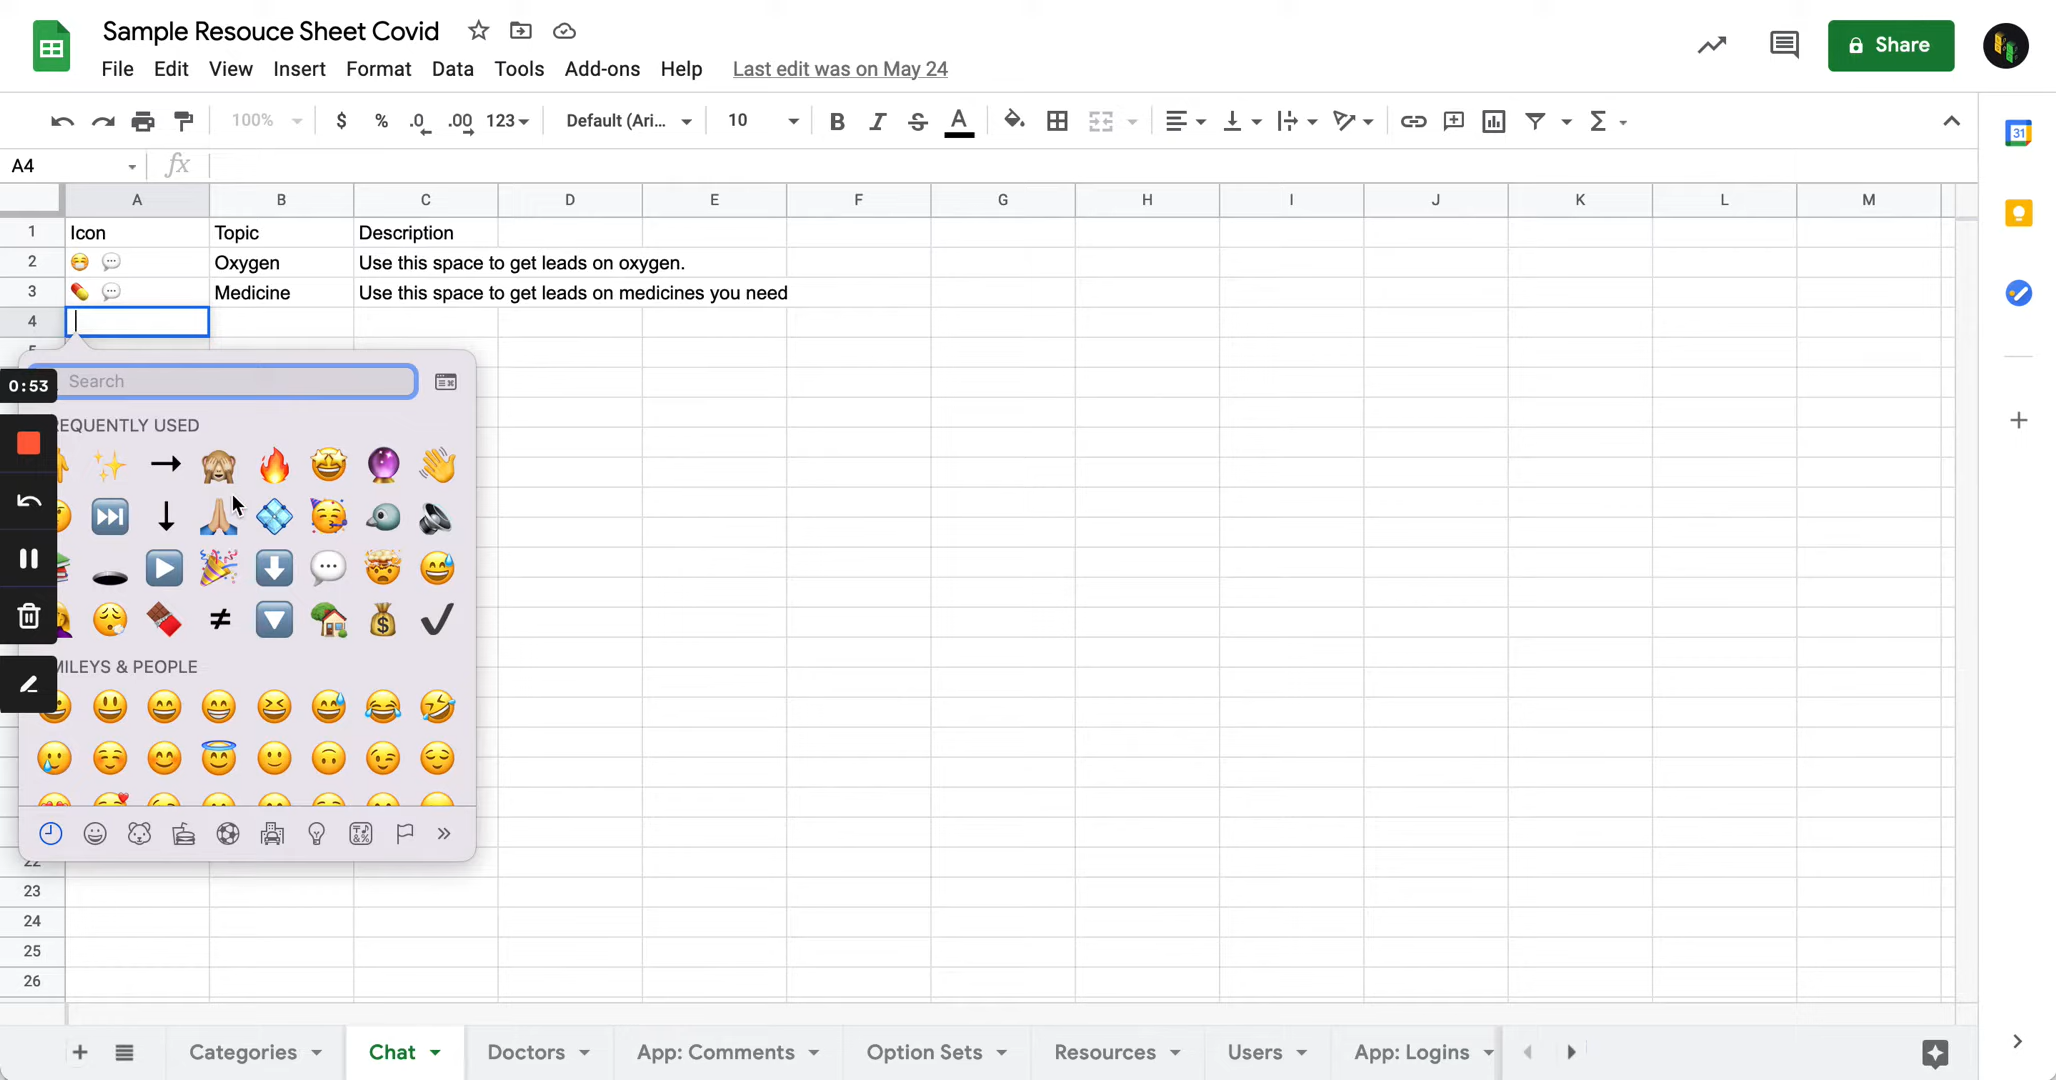 Sample Resouce Sheet Covid
File Edit View Insert Format Data Tools Add-ons Help Last edit was on May 24
Share
100% $ % .0 .00 123 Default (Ari... 10 B I S A
31
A4 fx
A B C D E F G H I J K L M
1 Icon Topic Description
2 Oxygen Use this space to get leads on oxygen.
3 Medicine Use this space to get leads on medicines you need
4
Search
0:53
REQUENTLY USED
MILEYS & PEOPLE
22
23
24
25
26
Categories Chat Doctors App: Comments Option Sets Resources Users App: Logins